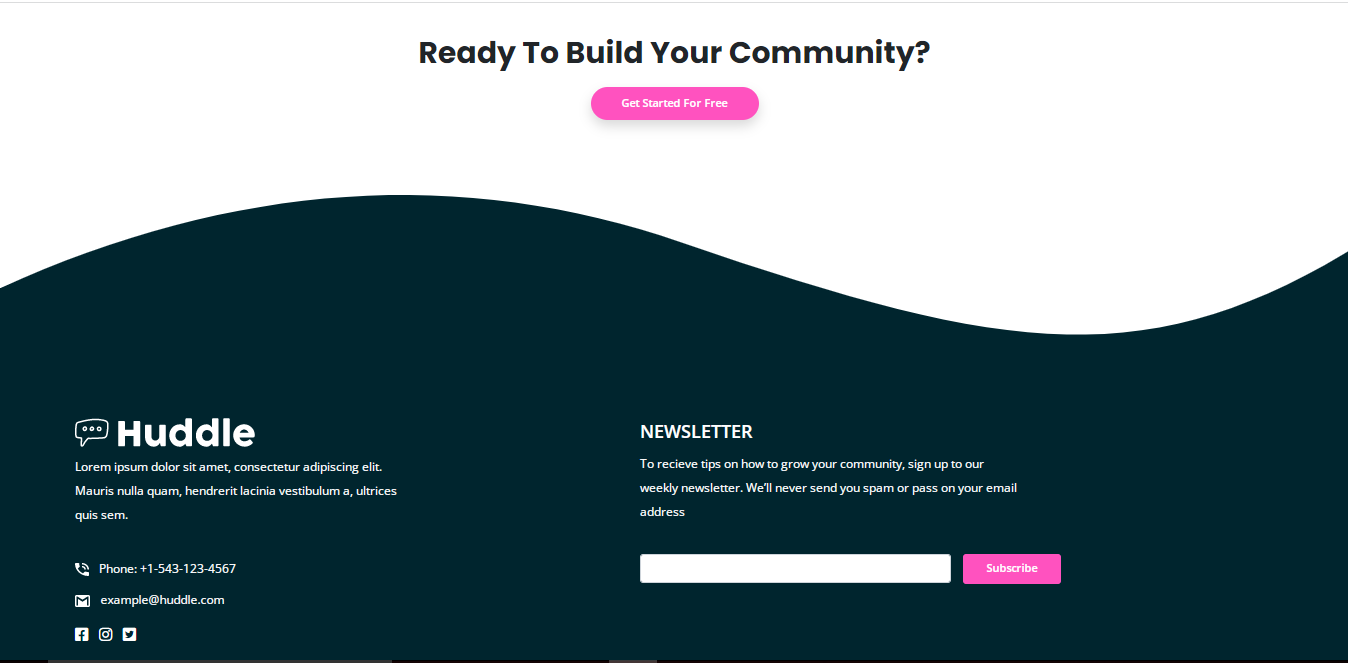 Ready To Build Your Community?
Get Started For Free
Huddle
Lorem ipsum dolor sit amet, consectetur adipiscing elit.
Mauris nulla quam, hendrerit lacinia vestibulum a, ultrices
quis sem.
Phone: +1-543-123-4567
example@huddle.com
NEWSLETTER
To recieve tips on how to grow your community, sign up to our
weekly newsletter. We’ll never send you spam or pass on your email
address
Subscribe